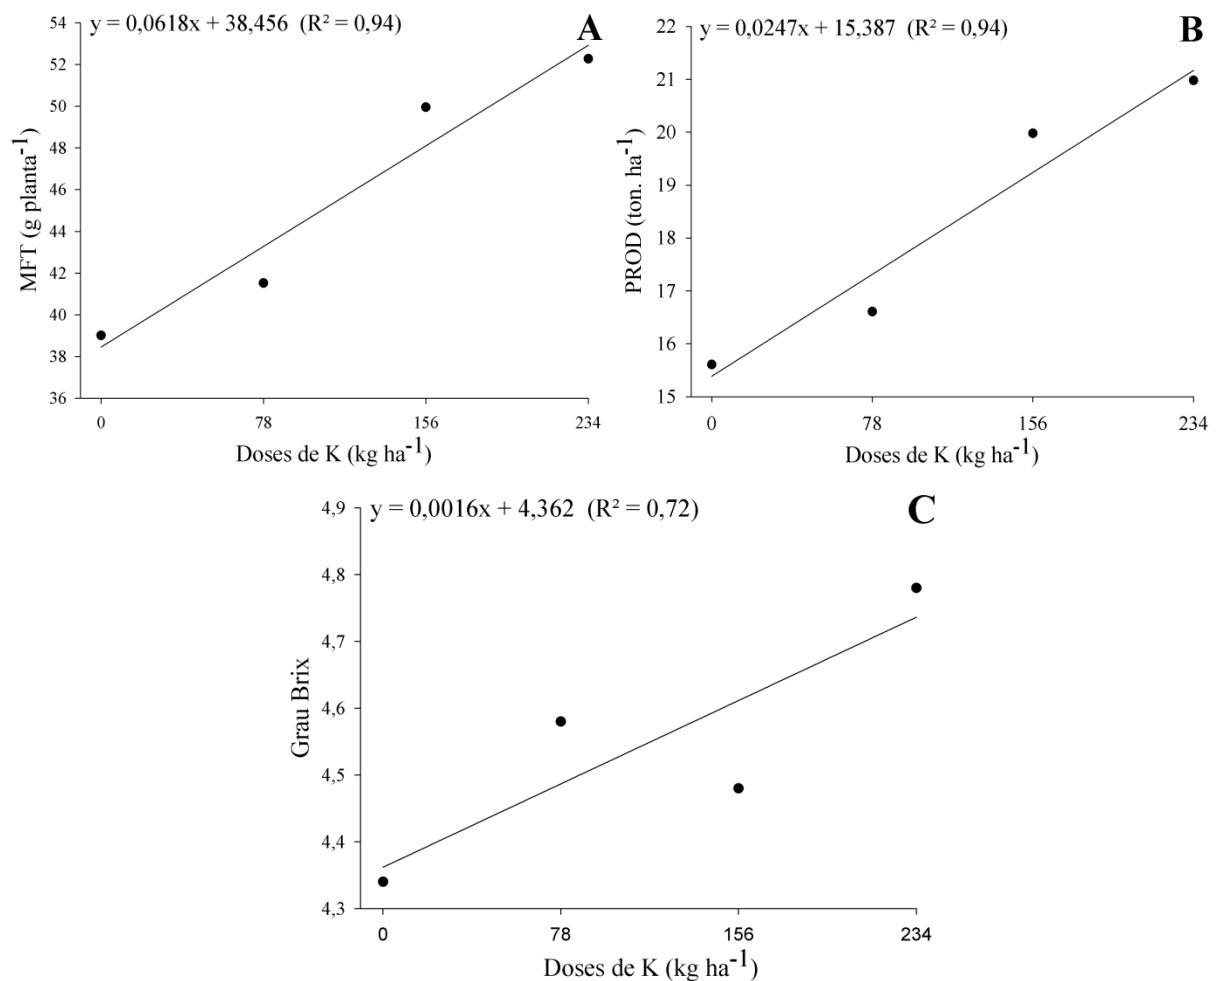 y = 0,0618x + 38,456 (R² = 0,94)
A
54
52
50
48
46
44
42
40
38
36
MFT (g planta⁻¹)
0 78 156 234
Doses de K (kg ha⁻¹)
y = 0,0247x + 15,387 (R² = 0,94)
B
22
21
20
19
18
17
16
15
PROD (ton. ha⁻¹)
0 78 156 234
Doses de K (kg ha⁻¹)
y = 0,0016x + 4,362 (R² = 0,72)
C
4,9
4,8
4,7
4,6
4,5
4,4
4,3
Grau Brix
0 78 156 234
Doses de K (kg ha⁻¹)